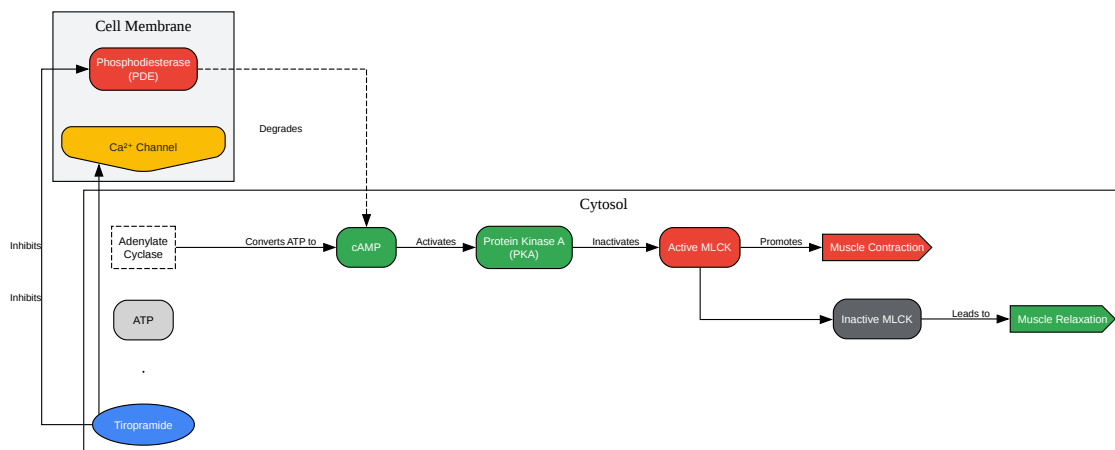 Cell Membrane
Phosphodiesterase
(PDE)
Degrades
Ca²⁺ Channel
Cytosol
Inhibits
Adenylate
Cyclase
Converts ATP to
cAMP
Activates
Protein Kinase A
(PKA)
Inactivates
Active MLCK
Promotes
Muscle Contraction
Inhibits
ATP
Inactive MLCK
Leads to
Muscle Relaxation
.
Tiropramide